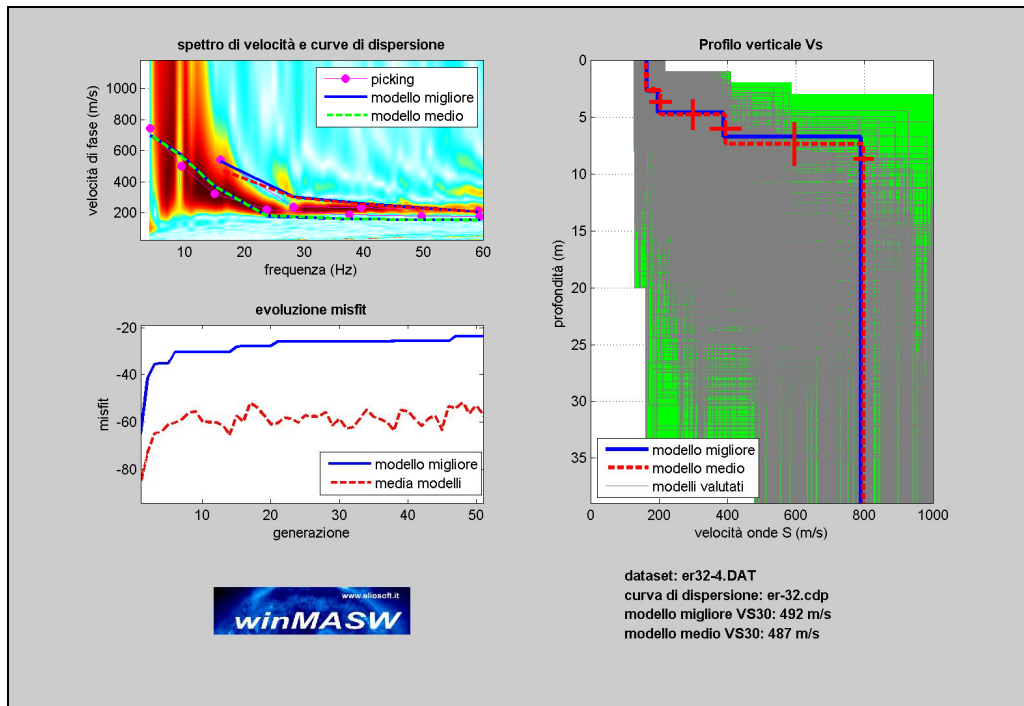 spettro di velocità e curve di dispersione
velocità di fase (m/s)
1000
800
600
400
200
picking
modello migliore
modello medio
10
20
30
40
50
60
frequenza (Hz)
evoluzione misfit
misfit
-20
-40
-60
-80
modello migliore
media modelli
10
20
30
40
50
generazione
www.eliosoft.it
winMASW
Profilo verticale Vs
profondità (m)
0
5
10
15
20
25
30
35
modello migliore
modello medio
modelli valutati
0
200
400
600
800
1000
velocità onde S (m/s)
dataset: er32-4.DAT
curva di dispersione: er-32.cdp
modello migliore VS30: 492 m/s
modello medio VS30: 487 m/s